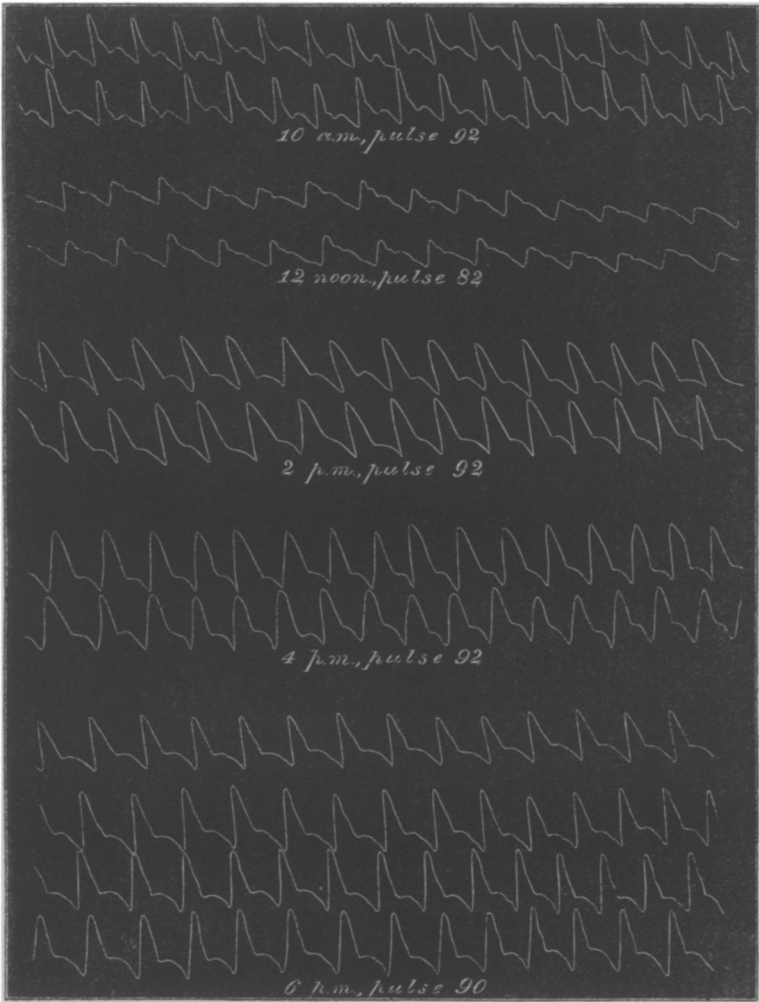 10 a.m., pulse 92
12 noon., pulse 82
2 p.m., pulse 92
4 p.m., pulse 92
6 p.m., pulse 90